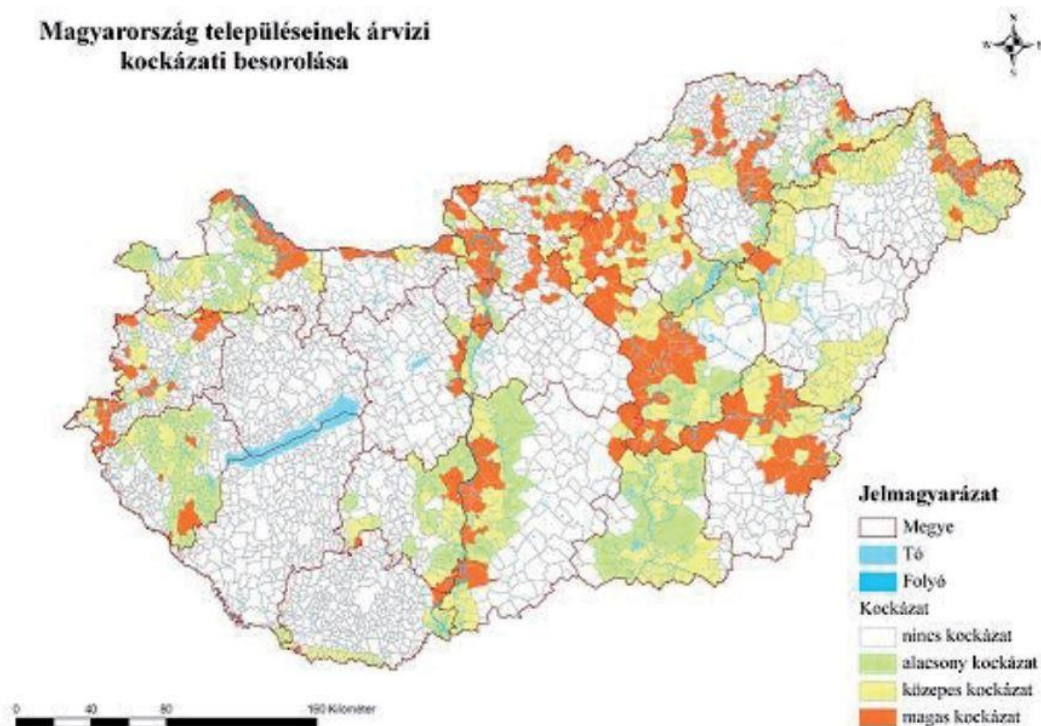 Magyarország településeinek árvizi
kockázati besorolása
N
W E
S
Jelmagyarázat
Megye
Tó
Folyó
Kockázat
nincs kockázat
alacsony kockázat
közepes kockázat
magas kockázat
0 40 80 160 Kilométer